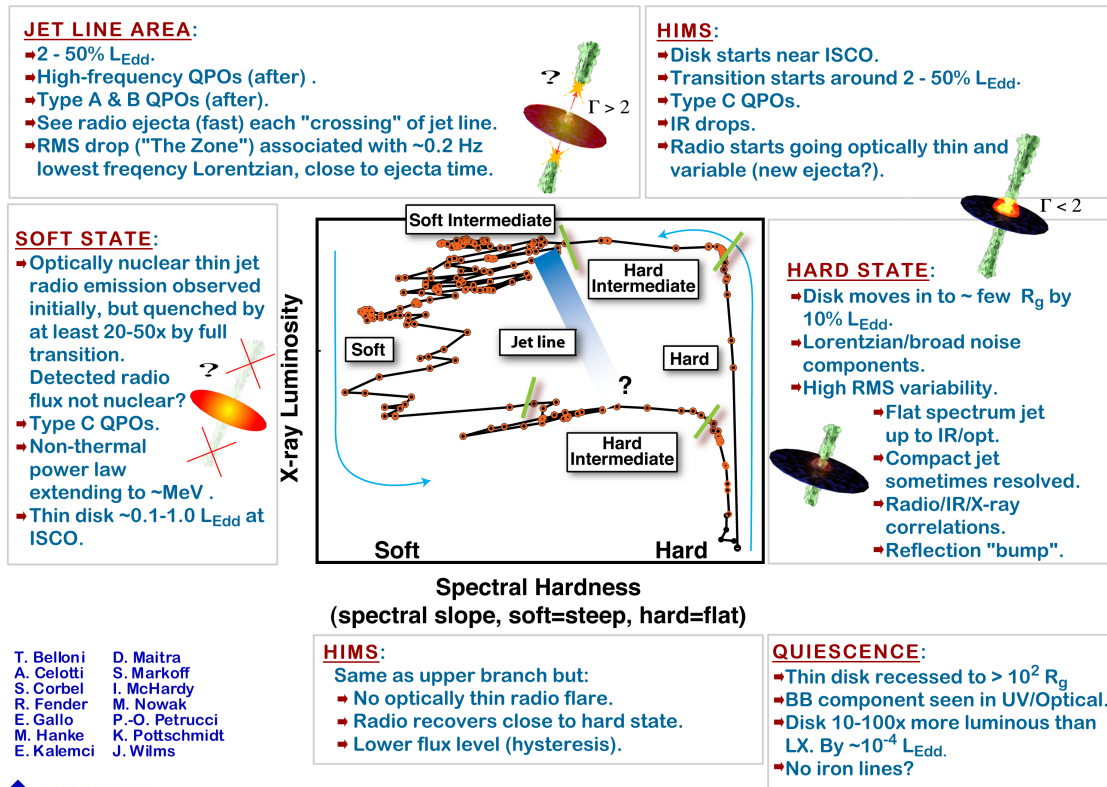 JET LINE AREA:
➡2 - 50% L_Edd.
➡High-frequency QPOs (after) .
➡Type A & B QPOs (after).
➡See radio ejecta (fast) each "crossing" of jet line.
➡RMS drop ("The Zone") associated with ~0.2 Hz
lowest freqency Lorentzian, close to ejecta time.
?
Γ > 2
HIMS:
➡Disk starts near ISCO.
➡Transition starts around 2 - 50% L_Edd.
➡Type C QPOs.
➡IR drops.
➡Radio starts going optically thin and
variable (new ejecta?).
Γ < 2
SOFT STATE:
➡Optically nuclear thin jet
radio emission observed
initially, but quenched by
at least 20-50x by full
transition.
Detected radio
flux not nuclear?
➡Type C QPOs.
➡Non-thermal
power law
extending to ~MeV .
➡Thin disk ~0.1-1.0 L_Edd at
ISCO.
?
X-ray Luminosity
Soft Intermediate
Hard
Intermediate
Soft
Jet line
Hard
?
Hard
Intermediate
Soft
Hard
Spectral Hardness
(spectral slope, soft=steep, hard=flat)
HARD STATE:
➡Disk moves in to ~ few R_g by
10% L_Edd.
➡Lorentzian/broad noise
components.
➡High RMS variability.
➡Flat spectrum jet
up to IR/opt.
➡Compact jet
sometimes resolved.
➡Radio/IR/X-ray
correlations.
➡Reflection "bump".
T. Belloni D. Maitra
A. Celotti S. Markoff
S. Corbel I. McHardy
R. Fender M. Nowak
E. Gallo P.-O. Petrucci
M. Hanke K. Pottschmidt
E. Kalemci J. Wilms
HIMS:
Same as upper branch but:
➡ No optically thin radio flare.
➡ Radio recovers close to hard state.
➡ Lower flux level (hysteresis).
QUIESCENCE:
➡Thin disk recessed to > 10² R_g
➡BB component seen in UV/Optical.
➡Disk 10-100x more luminous than
LX. By ~10⁻⁴ L_Edd.
➡No iron lines?